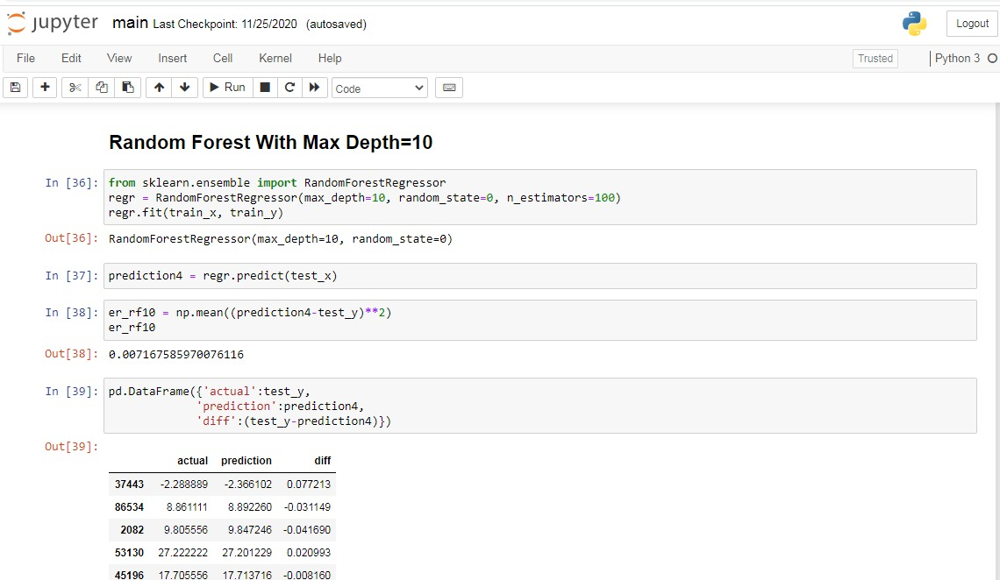 jupyter main Last Checkpoint: 11/25/2020 (autosaved) Logout
File Edit View Insert Cell Kernel Help Trusted Python 3
Run Code
Random Forest With Max Depth=10
In [36]: from sklearn.ensemble import RandomForestRegressor
regr = RandomForestRegressor(max_depth=10, random_state=0, n_estimators=100)
regr.fit(train_x, train_y)
Out[36]: RandomForestRegressor(max_depth=10, random_state=0)
In [37]: prediction4 = regr.predict(test_x)
In [38]: er_rf10 = np.mean((prediction4-test_y)**2)
er_rf10
Out[38]: 0.007167585970076116
In [39]: pd.DataFrame({'actual':test_y,
'prediction':prediction4,
'diff':(test_y-prediction4)})
Out[39]:
actual prediction diff
37443 -2.288889 -2.366102 0.077213
86534 8.861111 8.892260 -0.031149
2082 9.805556 9.847246 -0.041690
53130 27.222222 27.201229 0.020993
45196 17.705556 17.713716 -0.008160